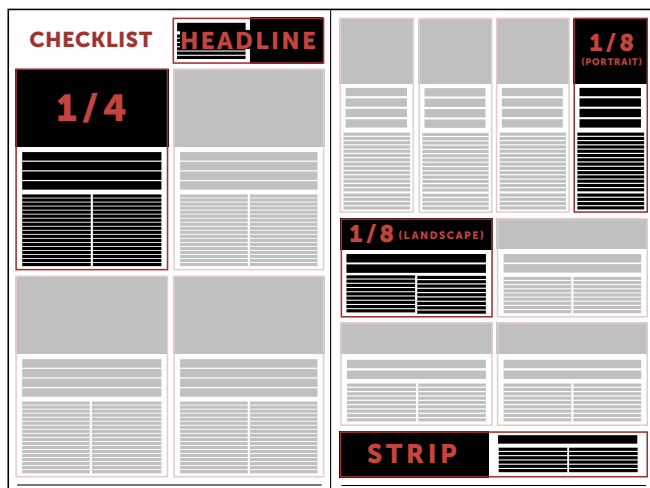 CHECKLIST
HEADLINE
1/4
1/8
(PORTRAIT)
1/8 (LANDSCAPE)
STRIP